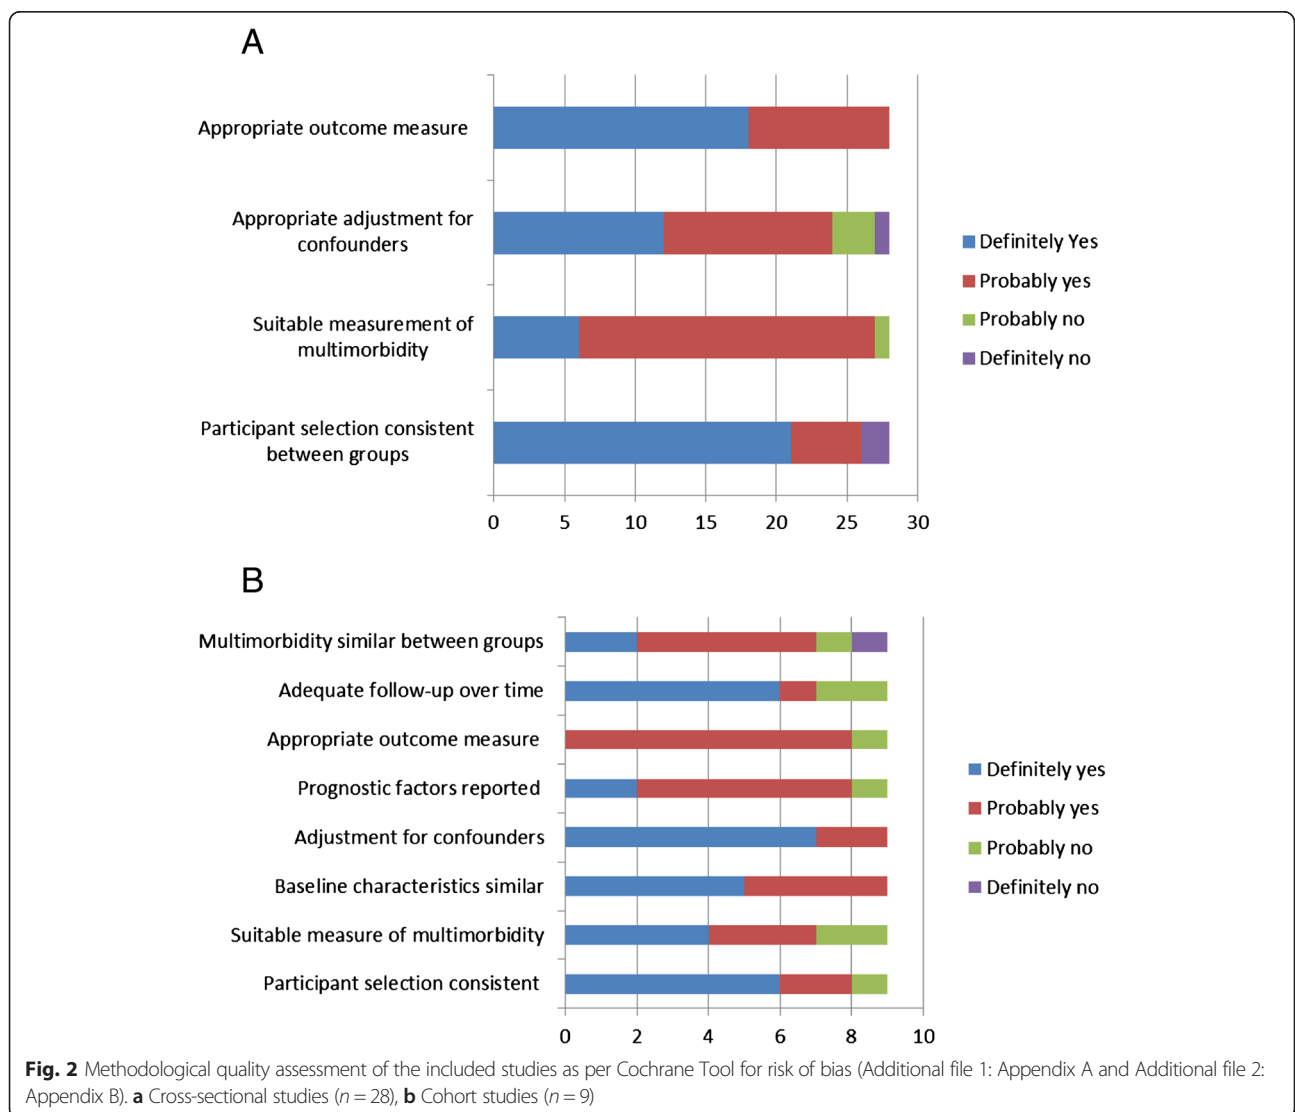 A
Appropriate outcome measure
Appropriate adjustment for
confounders
Suitable measurement of
multimorbidity
Participant selection consistent
between groups
0 5 10 15 20 25 30
Definitely Yes
Probably yes
Probably no
Definitely no
B
Multimorbidity similar between groups
Adequate follow-up over time
Appropriate outcome measure
Prognostic factors reported
Adjustment for confounders
Baseline characteristics similar
Suitable measure of multimorbidity
Participant selection consistent
0 2 4 6 8 10
Definitely yes
Probably yes
Probably no
Definitely no
Fig. 2 Methodological quality assessment of the included studies as per Cochrane Tool for risk of bias (Additional file 1: Appendix A and Additional file 2:
Appendix B). a Cross-sectional studies (n = 28), b Cohort studies (n = 9)